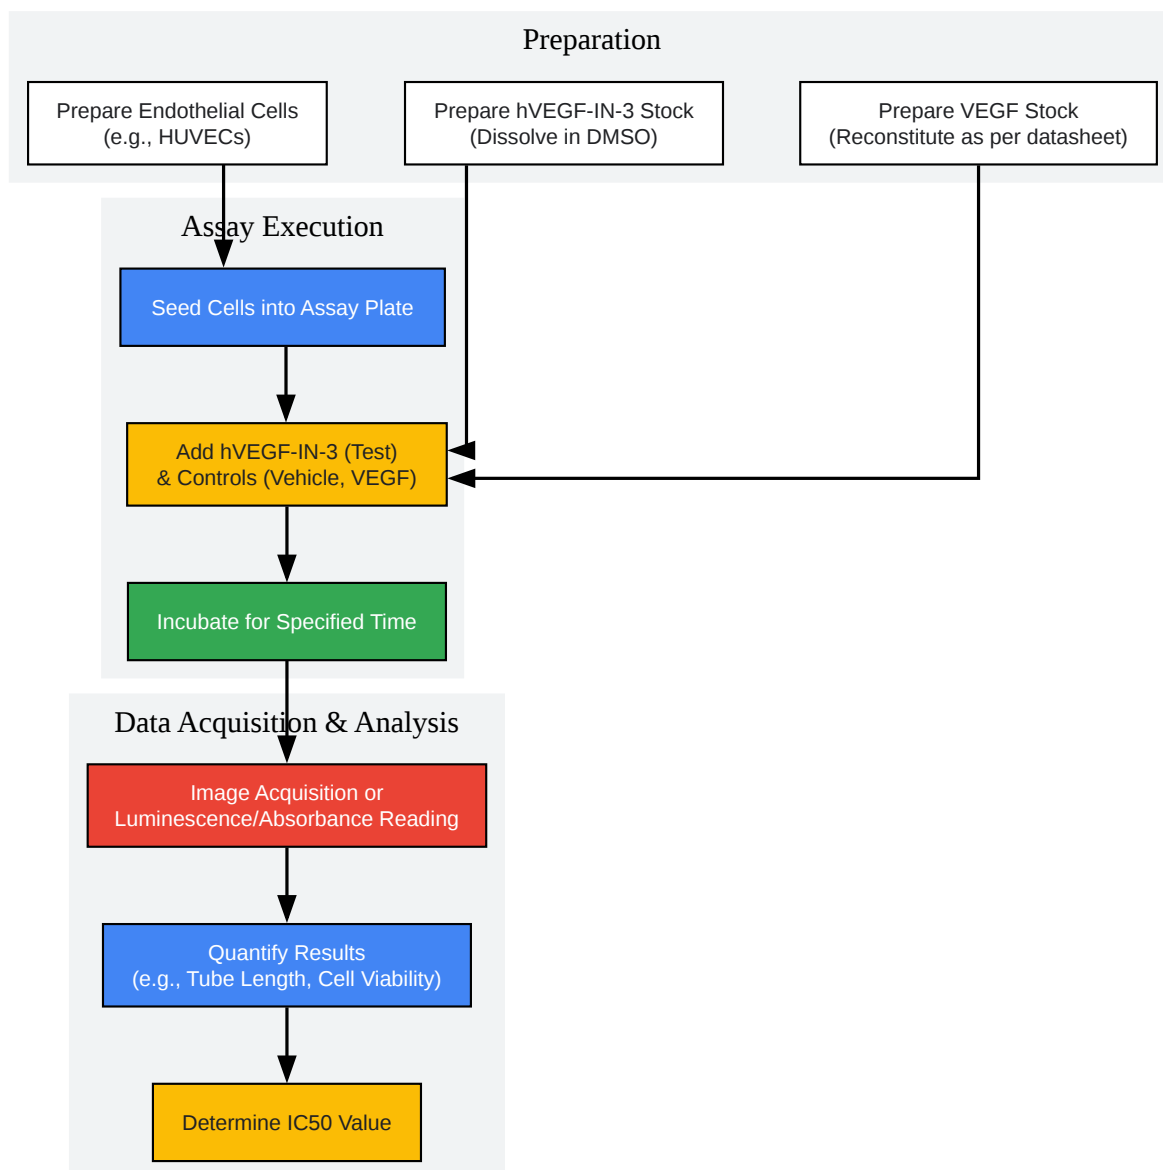 Preparation
Prepare Endothelial Cells
(e.g., HUVECs)
Prepare hVEGF-IN-3 Stock
(Dissolve in DMSO)
Prepare VEGF Stock
(Reconstitute as per datasheet)
Assay Execution
Seed Cells into Assay Plate
Add hVEGF-IN-3 (Test)
& Controls (Vehicle, VEGF)
Incubate for Specified Time
Data Acquisition & Analysis
Image Acquisition or
Luminescence/Absorbance Reading
Quantify Results
(e.g., Tube Length, Cell Viability)
Determine IC50 Value